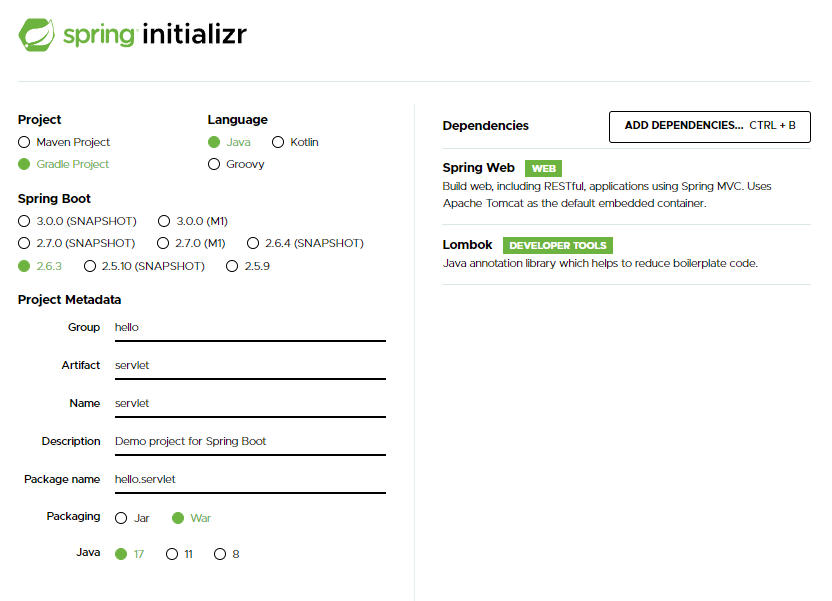 spring initializr
Project
Language
Maven Project
Java
Kotlin
Gradle Project
Groovy
Spring Boot
3.0.0 (SNAPSHOT)
3.0.0 (M1)
2.7.0 (SNAPSHOT)
2.7.0 (M1)
2.6.4 (SNAPSHOT)
2.6.3
2.5.10 (SNAPSHOT)
2.5.9
Project Metadata
Group hello
Artifact servlet
Name servlet
Description Demo project for Spring Boot
Package name hello.servlet
Packaging Jar War
Java 17 11 8
Dependencies
ADD DEPENDENCIES... CTRL + B
Spring Web WEB
Build web, including RESTful, applications using Spring MVC. Uses
Apache Tomcat as the default embedded container.
Lombok DEVELOPER TOOLS
Java annotation library which helps to reduce boilerplate code.